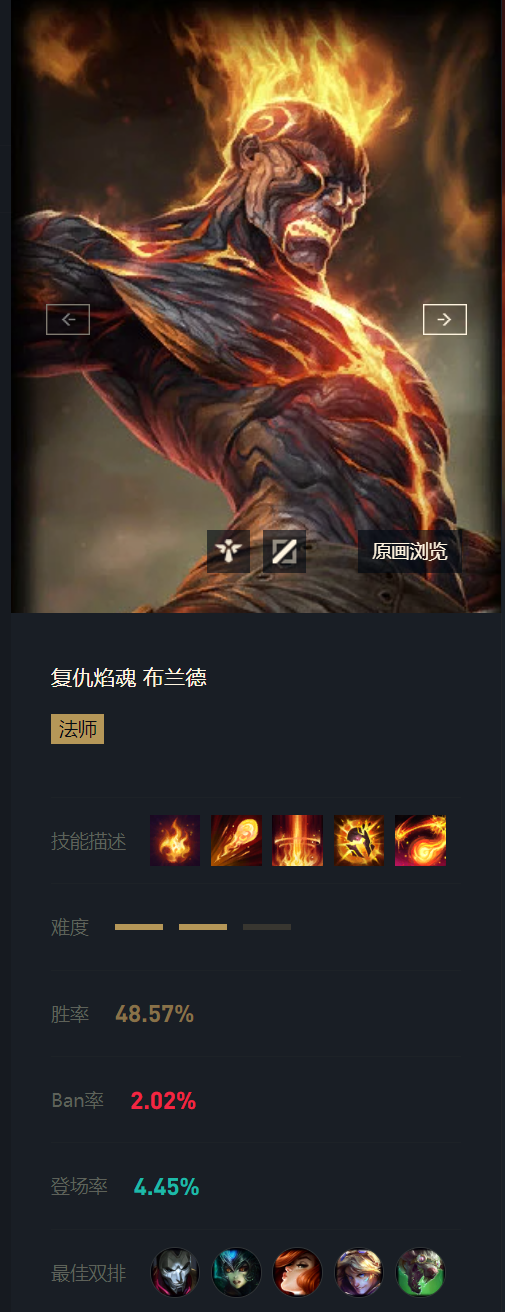 原画浏览
复仇焰魂 布兰德
法师
技能描述
难度
胜率 48.57%
Ban率 2.02%
登场率 4.45%
最佳双排